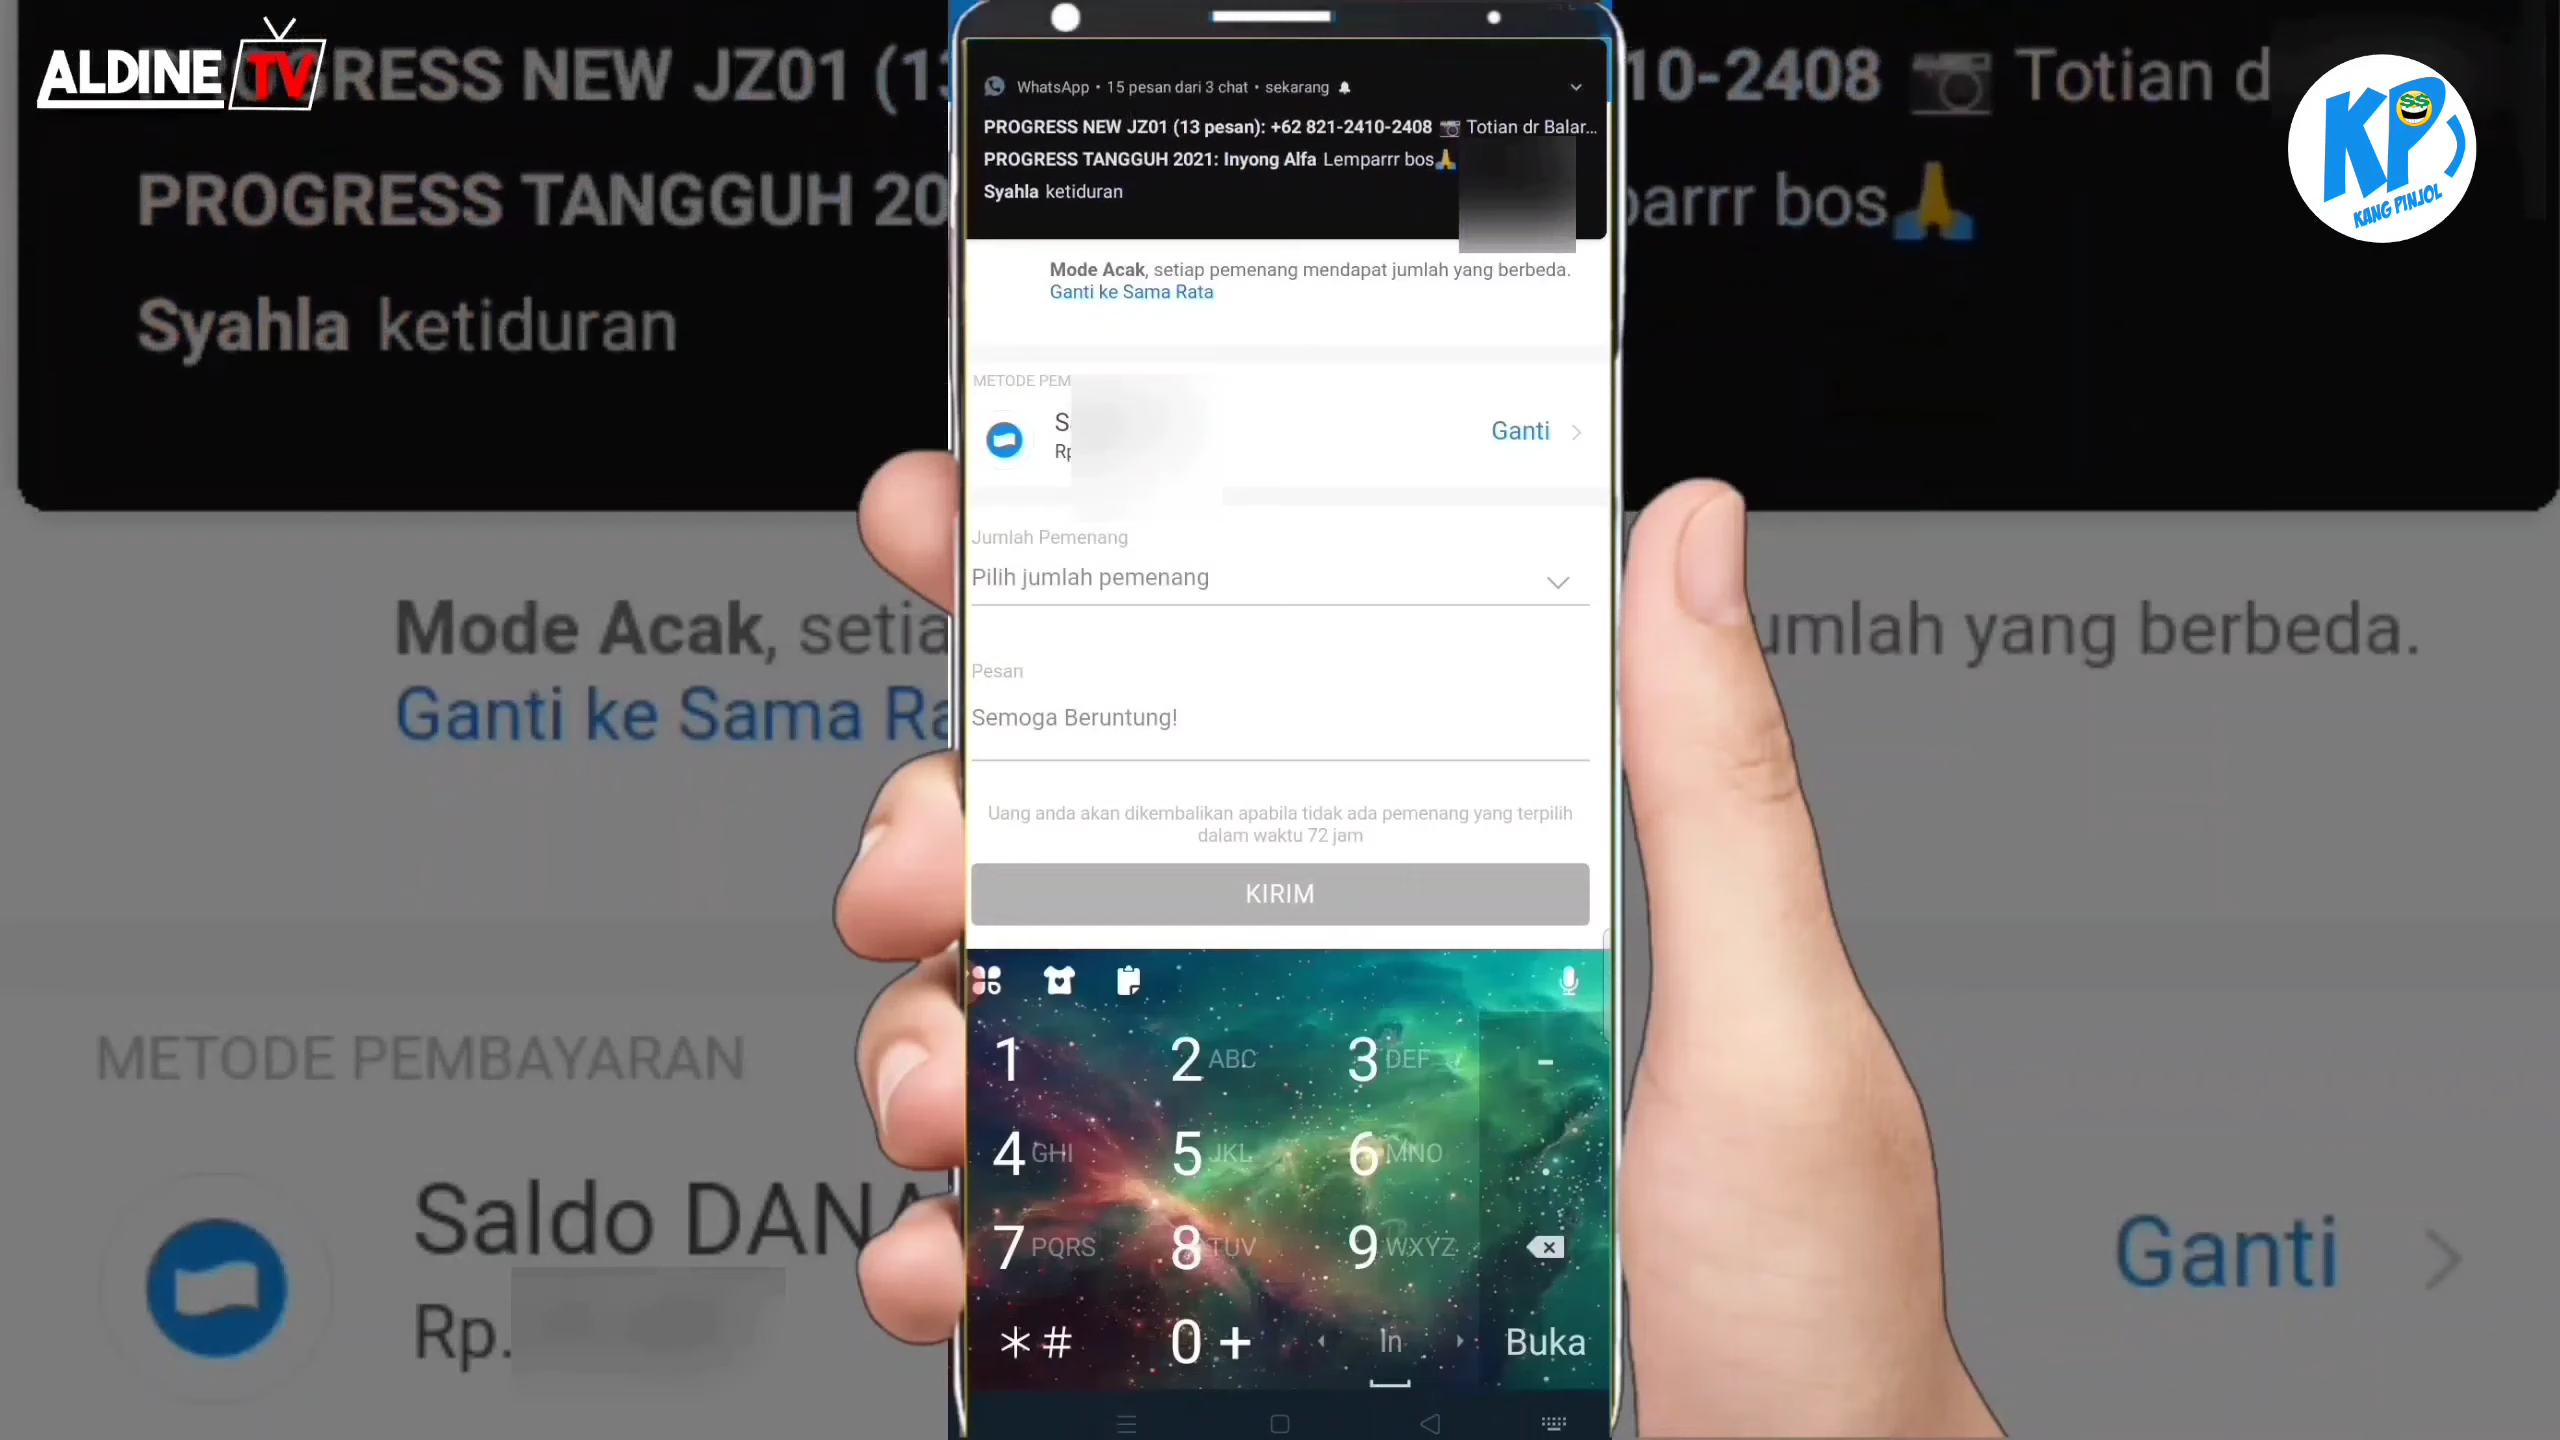 ALDINE TV
KP
KANG PINJOL
GRESS NEW JZ01 (1
10-2408 📷 Totian d
PROGRESS TANGGUH 20
parrr bos🙏
Syahla ketiduran
Mode Acak, setia
umlah yang berbeda.
Ganti ke Sama Ra
METODE PEMBAYARAN
Saldo DANA
Rp.
Ganti
WhatsApp • 15 pesan dari 3 chat • sekarang
PROGRESS NEW JZ01 (13 pesan): +62 821-2410-2408 📷 Totian dr Balar...
PROGRESS TANGGUH 2021: Inyong Alfa Lemparrr bos🙏
Syahla ketiduran
Mode Acak, setiap pemenang mendapat jumlah yang berbeda.
Ganti ke Sama Rata
METODE PEM
S
Rp
Ganti
Jumlah Pemenang
Pilih jumlah pemenang
Pesan
Semoga Beruntung!
Uang anda akan dikembalikan apabila tidak ada pemenang yang terpilih
dalam waktu 72 jam
KIRIM
1 2 ABC 3 DEF -
4 GHI 5 JKL 6 MNO .
7 PQRS 8 TUV 9 WXYZ
*# 0 + In Buka